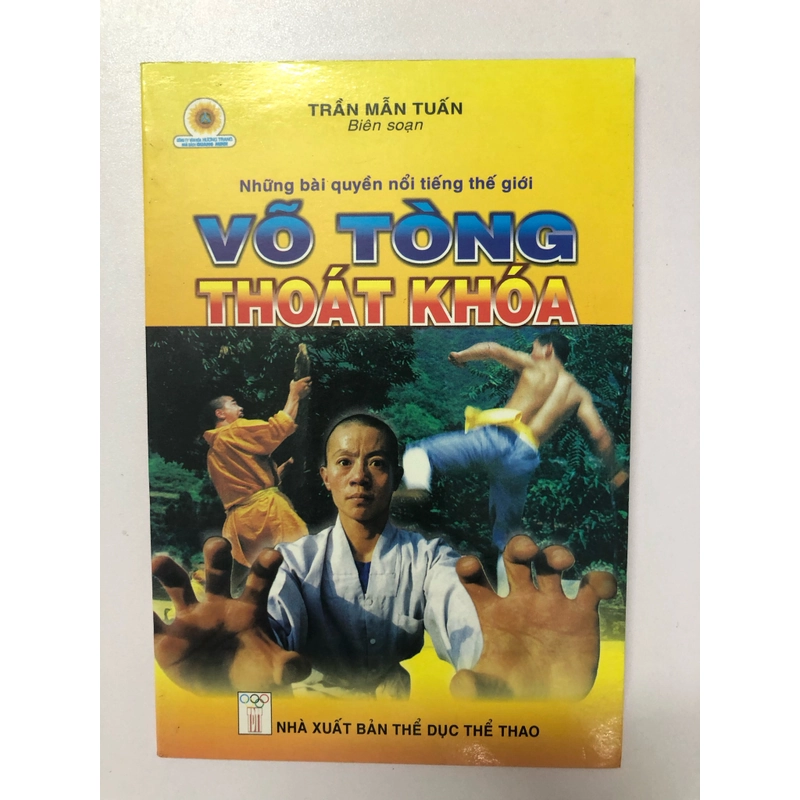 TRẦN MẪN TUẤN
Biên soạn
Những bài quyền nổi tiếng thế giới
VÕ TÒNG
THOÁT KHÓA
NHÀ XUẤT BẢN THỂ DỤC THỂ THAO